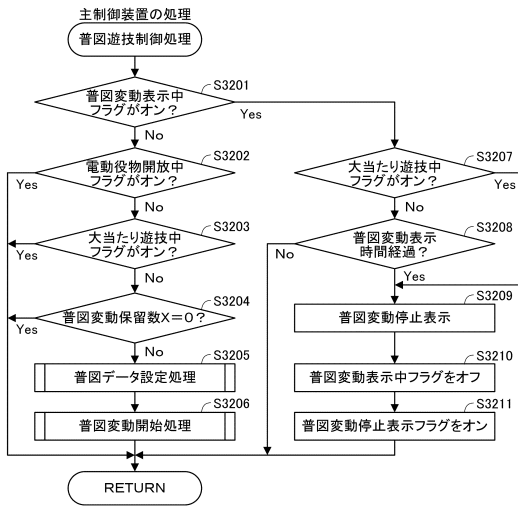 主制御装置の処理
普図遊技制御処理
S3201
普図変動表示中
フラグがオン？
Yes
No
S3202
電動役物開放中
フラグがオン？
Yes
No
S3203
大当たり遊技中
フラグがオン？
Yes
No
S3204
普図変動保留数X＝0？
Yes
No
S3205
普図データ設定処理
S3206
普図変動開始処理
S3207
大当たり遊技中
フラグがオン？
Yes
No
S3208
普図変動表示
時間経過？
No
Yes
S3209
普図変動停止表示
S3210
普図変動表示中フラグをオフ
S3211
普図変動停止表示フラグをオン
RETURN